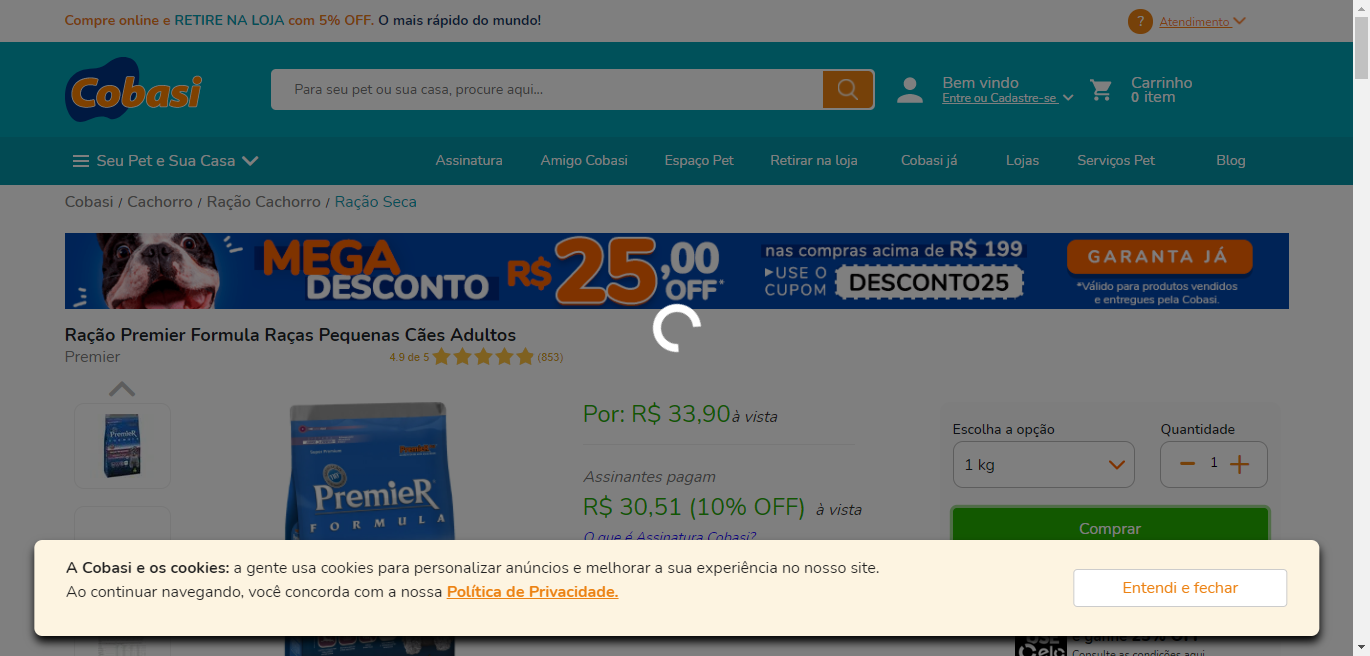 Compre online e RETIRE NA LOJA com 5% OFF. O mais rápido do mundo!
? Atendimento
Cobasi
Para seu pet ou sua casa, procure aqui...
Bem vindo
Entre ou Cadastre-se
Carrinho
0 item
Seu Pet e Sua Casa
Assinatura
Amigo Cobasi
Espaço Pet
Retirar na loja
Cobasi já
Lojas
Serviços Pet
Blog
Cobasi / Cachorro / Ração Cachorro / Ração Seca
MEGA
DESCONTO
R$ 25,00
OFF*
nas compras acima de R$ 199
USE O
CUPOM
DESCONTO25
GARANTA JÁ
*Válido para produtos vendidos
e entregues pela Cobasi.
Ração Premier Formula Raças Pequenas Cães Adultos
Premier
4.9 de 5
(853)
PremieR
FORMULA
Por: R$ 33,90 à vista
Assinantes pagam
R$ 30,51 (10% OFF) à vista
O que é Assinatura Cobasi?
Escolha a opção
1 kg
Quantidade
1
Comprar
A Cobasi e os cookies: a gente usa cookies para personalizar anúncios e melhorar a sua experiência no nosso site.
Ao continuar navegando, você concorda com a nossa Política de Privacidade.
Entendi e fechar
e ganhe 25% OFF
Consulte as condições aqui